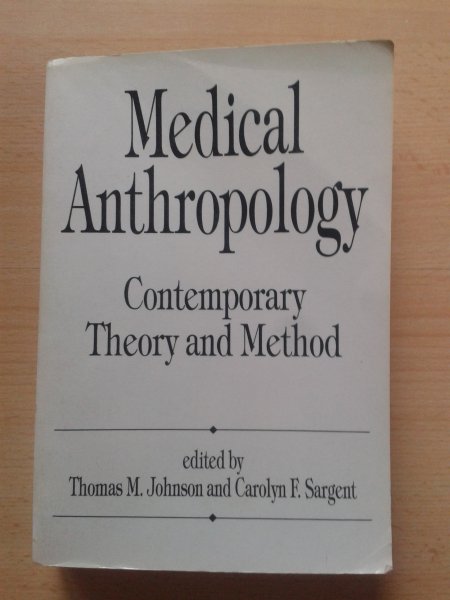 Medical
Anthropology
Contemporary
Theory and Method
edited by
Thomas M. Johnson and Carolyn F. Sargent